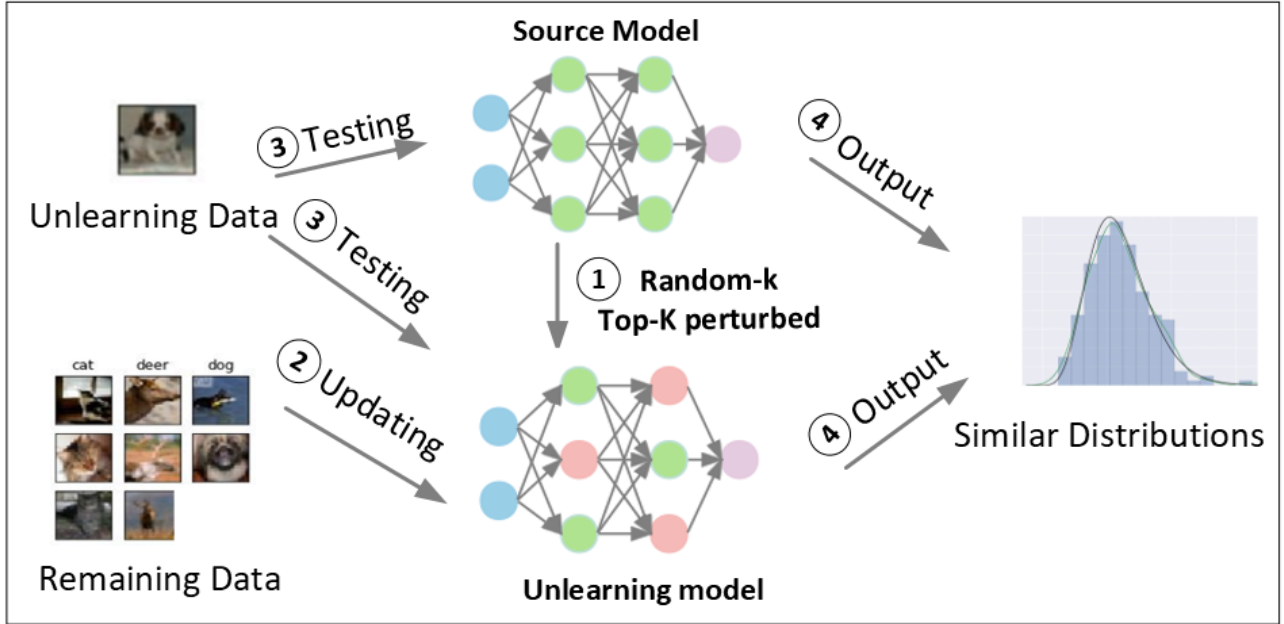 Source Model
3 Testing
Unlearning Data
3 Testing
4 Output
1 Random-k
Top-K perturbed
cat deer dog
2 Updating
4 Output
Similar Distributions
Remaining Data
Unlearning model